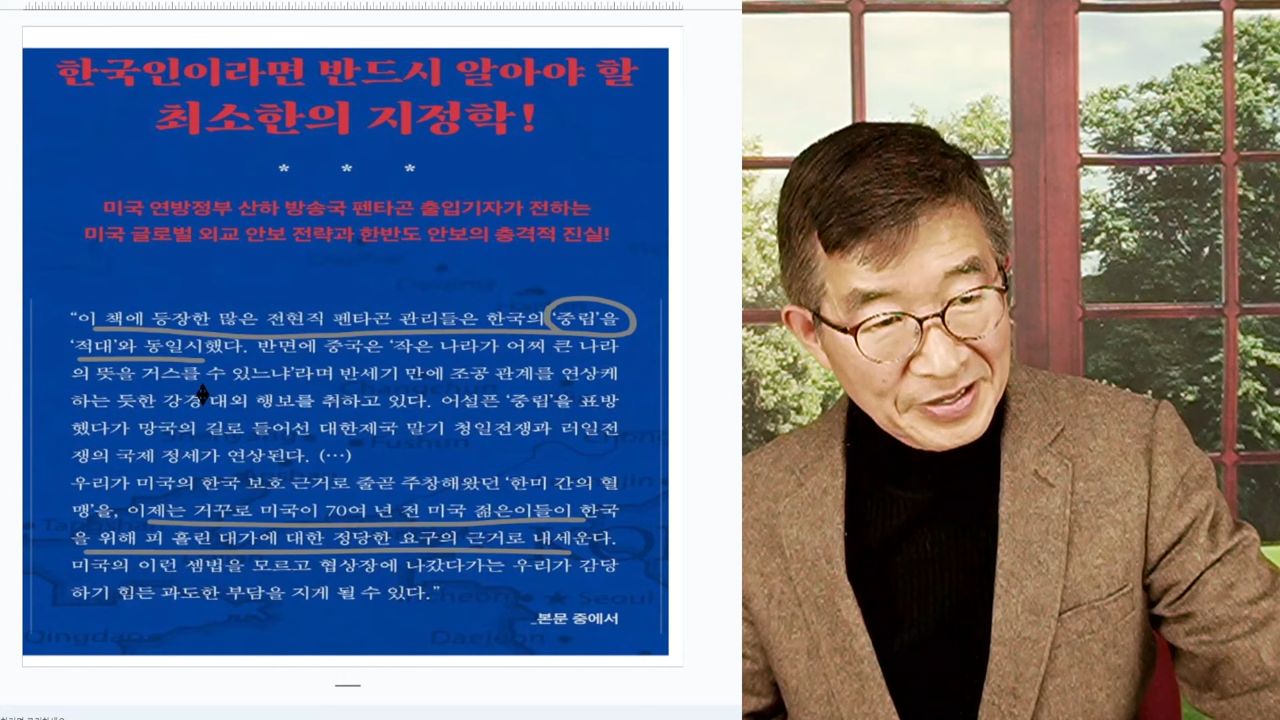 한국인이라면 반드시 알아야 할
최소한의 지정학!
* * *
미국 연방정부 산하 방송국 펜타곤 출입기자가 전하는
미국 글로벌 외교 안보 전략과 한반도 안보의 충격적 진실!
“이 책에 등장한 많은 전현직 펜타곤 관리들은 한국의 ‘중립’을
‘적대’와 동일시했다. 반면에 중국은 ‘작은 나라가 어찌 큰 나라
의 뜻을 거스를 수 있느냐’라며 반세기 만에 조공 관계를 연상케
하는 듯한 강경 대외 행보를 취하고 있다. 어설픈 ‘중립’을 표방
했다가 망국의 길로 들어선 대한제국 말기 청일전쟁과 러일전
쟁의 국제 정세가 연상된다. (…)
우리가 미국의 한국 보호 근거로 줄곧 주창해왔던 ‘한미 간의 혈
맹’을, 이제는 거꾸로 미국이 70여 년 전 미국 젊은이들이 한국
을 위해 피 흘린 대가에 대한 정당한 요구의 근거로 내세운다.
미국의 이런 셈법을 모르고 협상장에 나갔다가는 우리가 감당
하기 힘든 과도한 부담을 지게 될 수 있다.”
_본문 중에서
Changchun
Fushun
Anshan
Seoul
Qingdao
Daejeon